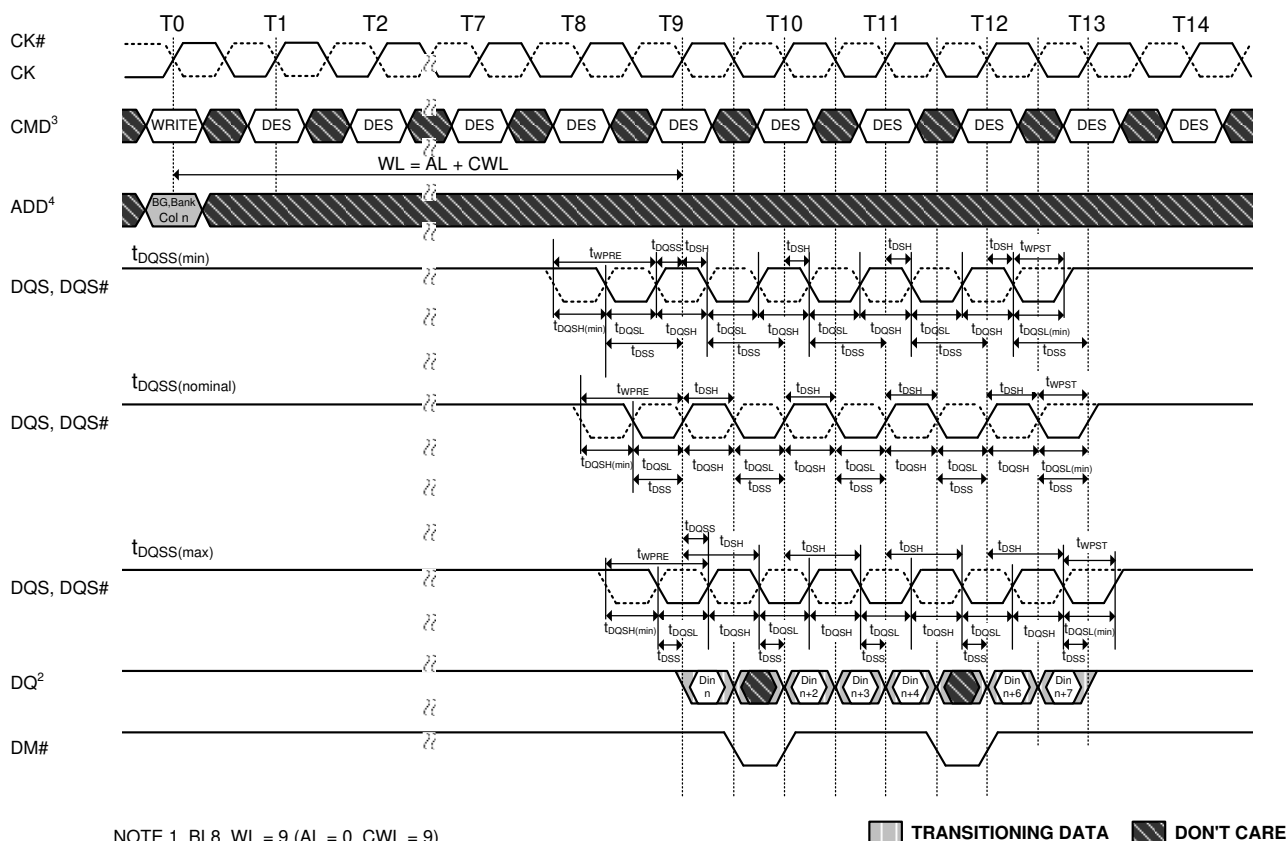 T0 T1 T2 T7 T8 T9 T10 T11 T12 T13 T14
CK#
CK
CMD3 WRITE DES DES DES DES DES DES DES DES DES DES
WL = AL + CWL
ADD4 BG,Bank
Col n
tDQSS(min) tWPRE tDQSS tDSH tDSH tDSH tDSH tWPST
DQS, DQS#
tDQSH(min) tDQSL tDQSH tDQSL tDQSH tDQSL tDQSH tDQSL tDQSH tDQSL(min)
tDSS tDSS tDSS tDSS tDSS
tDQSS(nominal) tWPRE tDSH tDSH tDSH tDSH tWPST
DQS, DQS#
tDQSH(min) tDQSL tDQSH tDQSL tDQSH tDQSL tDQSH tDQSL tDQSH tDQSL(min)
tDSS tDSS tDSS tDSS tDSS
tDQSS
tDQSS(max) tWPRE tDSH tDSH tDSH tDSH tWPST
DQS, DQS#
tDQSH(min) tDQSL tDQSH tDQSL tDQSH tDQSL tDQSH tDQSL tDQSH tDQSL(min)
tDSS tDSS tDSS tDSS tDSS
DQ2 Din
n Din
n+2 Din
n+3 Din
n+4 Din
n+6 Din
n+7
DM#
NOTE 1 BL8, WL = 9 (AL = 0, CWL = 9)
TRANSITIONING DATA DON'T CARE